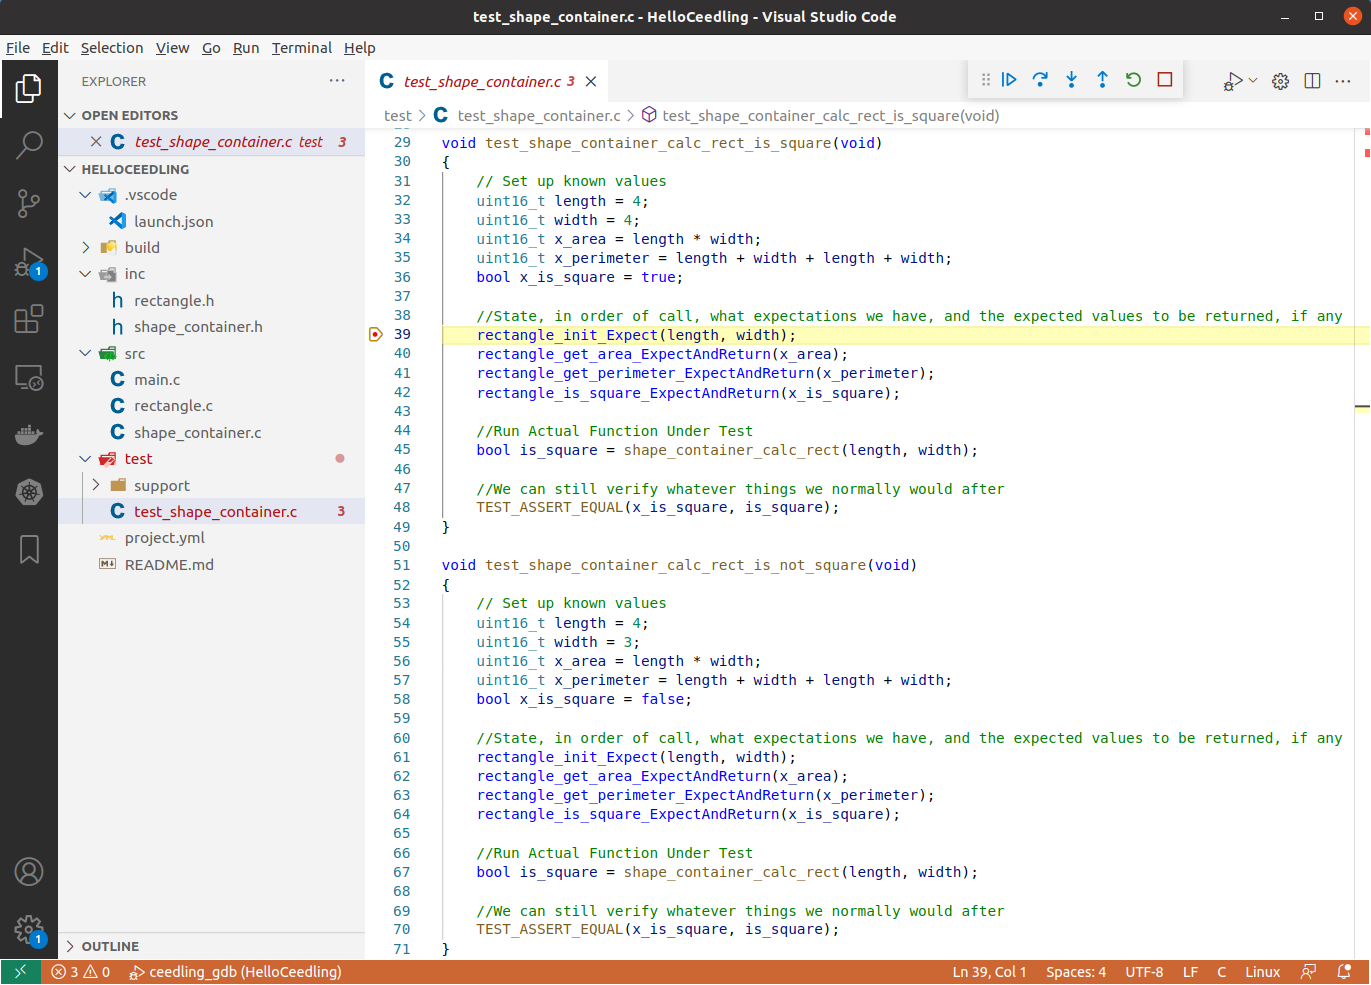 test_shape_container.c - HelloCeedling - Visual Studio Code
File Edit Selection View Go Run Terminal Help
EXPLORER
OPEN EDITORS
test_shape_container.c test 3
HELLOCEEDLING
.vscode
launch.json
build
inc
rectangle.h
shape_container.h
src
main.c
rectangle.c
shape_container.c
test
support
test_shape_container.c 3
project.yml
README.md
OUTLINE
1
1
test_shape_container.c 3
test > test_shape_container.c > test_shape_container_calc_rect_is_square(void)
29 void test_shape_container_calc_rect_is_square(void)
30 {
31 // Set up known values
32 uint16_t length = 4;
33 uint16_t width = 4;
34 uint16_t x_area = length * width;
35 uint16_t x_perimeter = length + width + length + width;
36 bool x_is_square = true;
37
38 //State, in order of call, what expectations we have, and the expected values to be returned, if any
39 rectangle_init_Expect(length, width);
40 rectangle_get_area_ExpectAndReturn(x_area);
41 rectangle_get_perimeter_ExpectAndReturn(x_perimeter);
42 rectangle_is_square_ExpectAndReturn(x_is_square);
43
44 //Run Actual Function Under Test
45 bool is_square = shape_container_calc_rect(length, width);
46
47 //We can still verify whatever things we normally would after
48 TEST_ASSERT_EQUAL(x_is_square, is_square);
49 }
50
51 void test_shape_container_calc_rect_is_not_square(void)
52 {
53 // Set up known values
54 uint16_t length = 4;
55 uint16_t width = 3;
56 uint16_t x_area = length * width;
57 uint16_t x_perimeter = length + width + length + width;
58 bool x_is_square = false;
59
60 //State, in order of call, what expectations we have, and the expected values to be returned, if any
61 rectangle_init_Expect(length, width);
62 rectangle_get_area_ExpectAndReturn(x_area);
63 rectangle_get_perimeter_ExpectAndReturn(x_perimeter);
64 rectangle_is_square_ExpectAndReturn(x_is_square);
65
66 //Run Actual Function Under Test
67 bool is_square = shape_container_calc_rect(length, width);
68
69 //We can still verify whatever things we normally would after
70 TEST_ASSERT_EQUAL(x_is_square, is_square);
71 }
3 0 ceedling_gdb (HelloCeedling) Ln 39, Col 1 Spaces: 4 UTF-8 LF C Linux